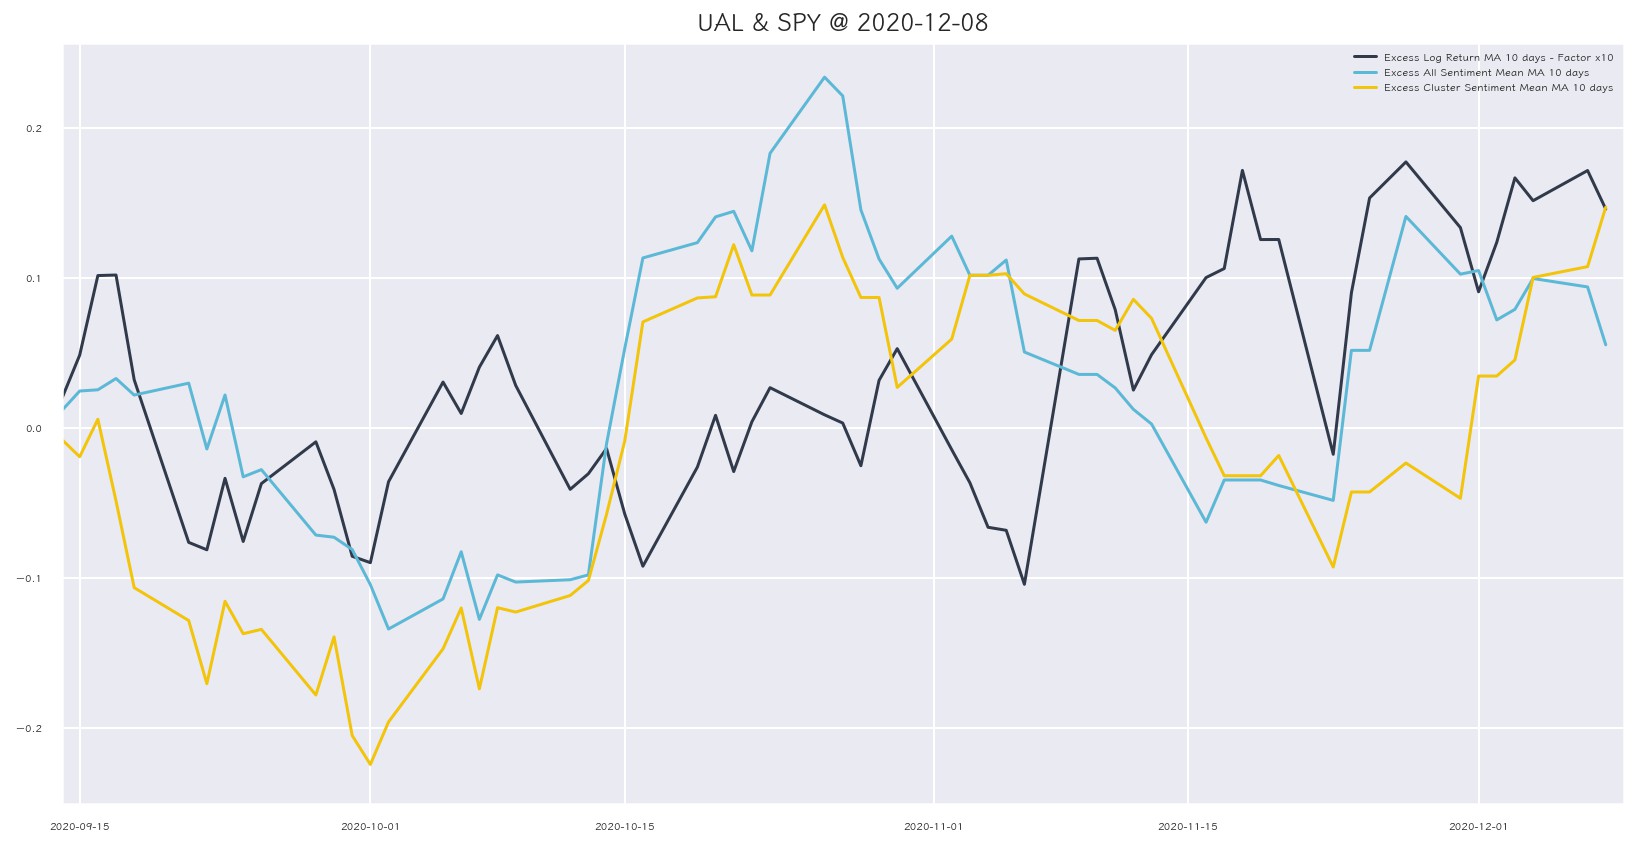 UAL & SPY @ 2020-12-08
Excess Log Return MA 10 days - Factor x10
Excess All Sentiment Mean MA 10 days
Excess Cluster Sentiment Mean MA 10 days
0.2
0.1
0.0
−0.1
−0.2
2020-09-15 2020-10-01 2020-10-15 2020-11-01 2020-11-15 2020-12-01